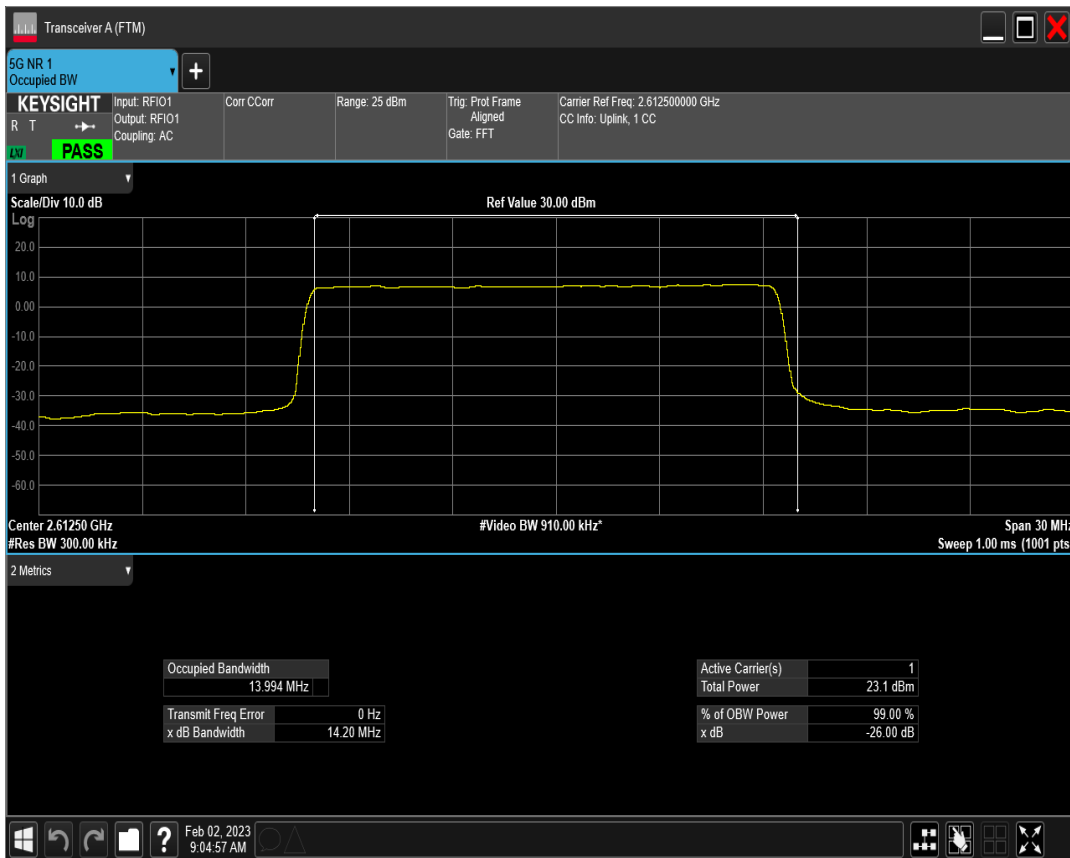 Transceiver A (FTM)
5G NR 1
Occupied BW
+
KEYSIGHT
R T
LXI
PASS
Input: RFIO1
Output: RFIO1
Coupling: AC
Corr CCorr
Range: 25 dBm
Trig: Prot Frame
Aligned
Gate: FFT
Carrier Ref Freq: 2.612500000 GHz
CC Info: Uplink, 1 CC
1 Graph
Scale/Div 10.0 dB
Ref Value 30.00 dBm
Log
20.0
10.0
0.00
-10.0
-20.0
-30.0
-40.0
-50.0
-60.0
Center 2.61250 GHz
#Video BW 910.00 kHz*
Span 30 MHz
#Res BW 300.00 kHz
Sweep 1.00 ms (1001 pts
2 Metrics
Occupied Bandwidth
13.994 MHz
Transmit Freq Error 0 Hz
x dB Bandwidth 14.20 MHz
Active Carrier(s) 1
Total Power 23.1 dBm
% of OBW Power 99.00 %
x dB -26.00 dB
?
Feb 02, 2023
9:04:57 AM